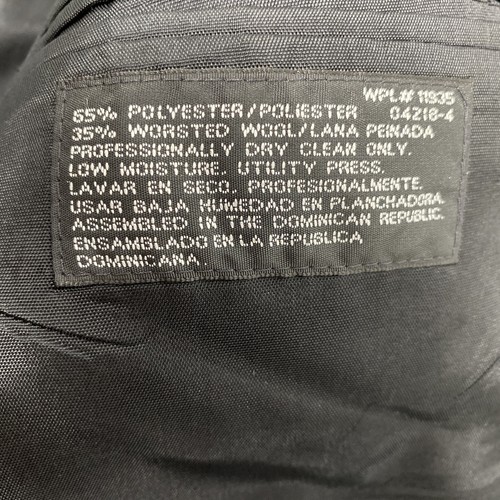 WPL# 11935
65% POLYESTER/POLIESTER 04218-4
35% WORSTED WOOL/LANA PEINADA
PROFESSIONALLY DRY CLEAN ONLY.
LOW MOISTURE. UTILITY PRESS.
LAVAR EN SECO. PROFESIONALMENTE.
USAR BAJA HUMEDAD EN PLANCHADORA.
ASSEMBLED IN THE DOMINICAN REPUBLIC.
ENSAMBLADO EN LA REPUBLICA
DOMINICANA.